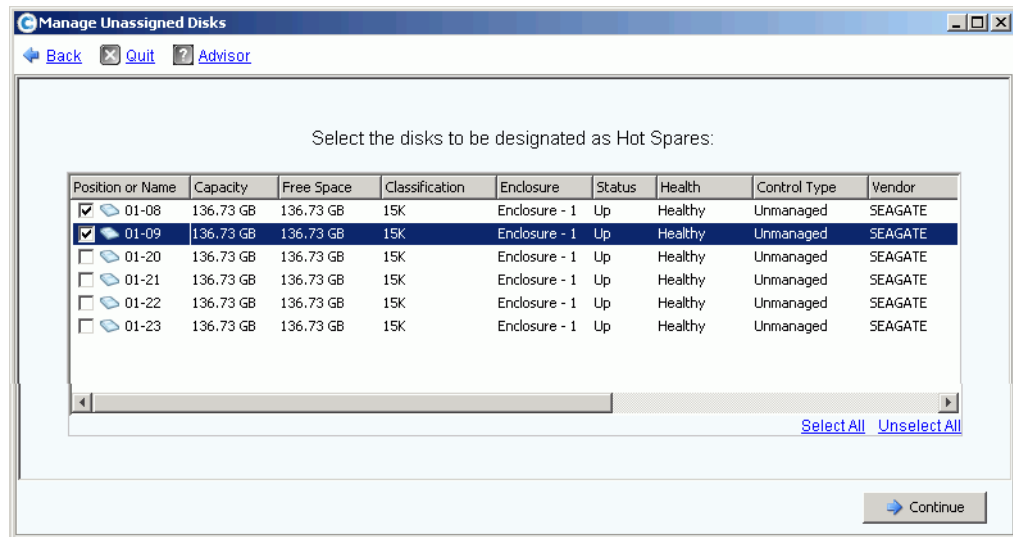 Manage Unassigned Disks
Back Quit ? Advisor
Select the disks to be designated as Hot Spares:
Position or Name Capacity Free Space Classification Enclosure Status Health Control Type Vendor
01-08 136.73 GB 136.73 GB 15K Enclosure - 1 Up Healthy Unmanaged SEAGATE
01-09 136.73 GB 136.73 GB 15K Enclosure - 1 Up Healthy Unmanaged SEAGATE
01-20 136.73 GB 136.73 GB 15K Enclosure - 1 Up Healthy Unmanaged SEAGATE
01-21 136.73 GB 136.73 GB 15K Enclosure - 1 Up Healthy Unmanaged SEAGATE
01-22 136.73 GB 136.73 GB 15K Enclosure - 1 Up Healthy Unmanaged SEAGATE
01-23 136.73 GB 136.73 GB 15K Enclosure - 1 Up Healthy Unmanaged SEAGATE
Select All Unselect All
Continue